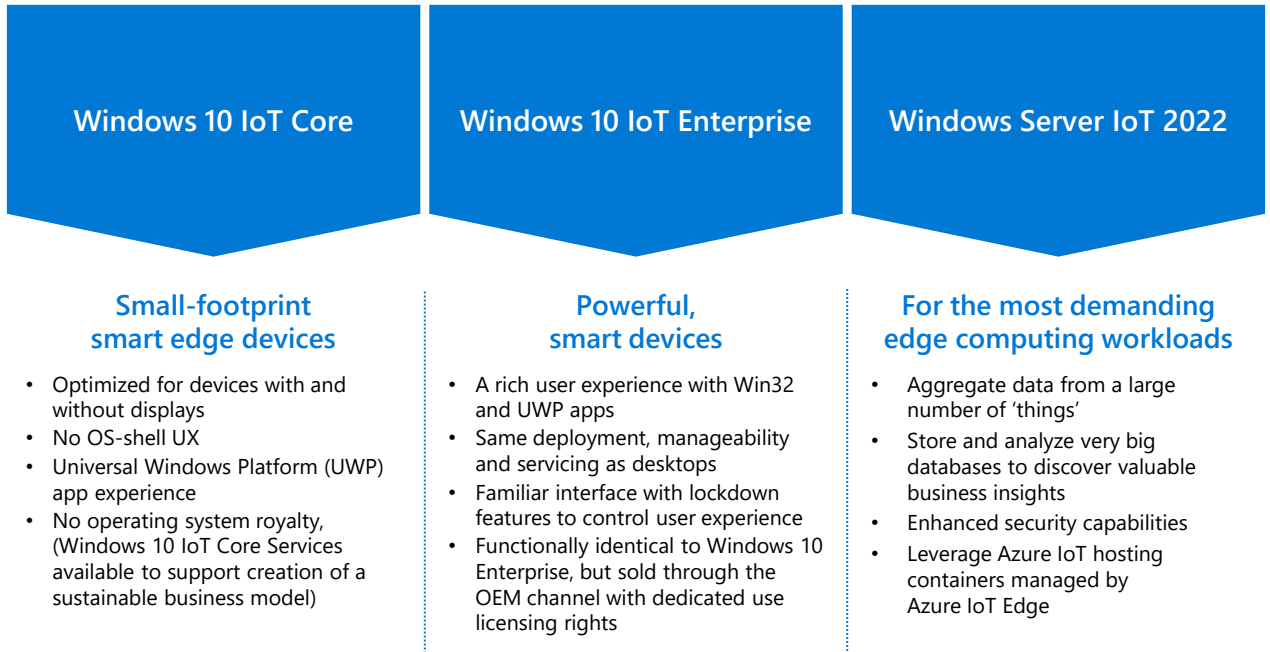 Windows 10 IoT Core
Small-footprint
smart edge devices
• Optimized for devices with and
without displays
• No OS-shell UX
• Universal Windows Platform (UWP)
app experience
• No operating system royalty,
(Windows 10 IoT Core Services
available to support creation of a
sustainable business model)
Windows 10 IoT Enterprise
Powerful,
smart devices
• A rich user experience with Win32
and UWP apps
• Same deployment, manageability
and servicing as desktops
• Familiar interface with lockdown
features to control user experience
• Functionally identical to Windows 10
Enterprise, but sold through the
OEM channel with dedicated use
licensing rights
Windows Server IoT 2022
For the most demanding
edge computing workloads
• Aggregate data from a large
number of ‘things’
• Store and analyze very big
databases to discover valuable
business insights
• Enhanced security capabilities
• Leverage Azure IoT hosting
containers managed by
Azure IoT Edge